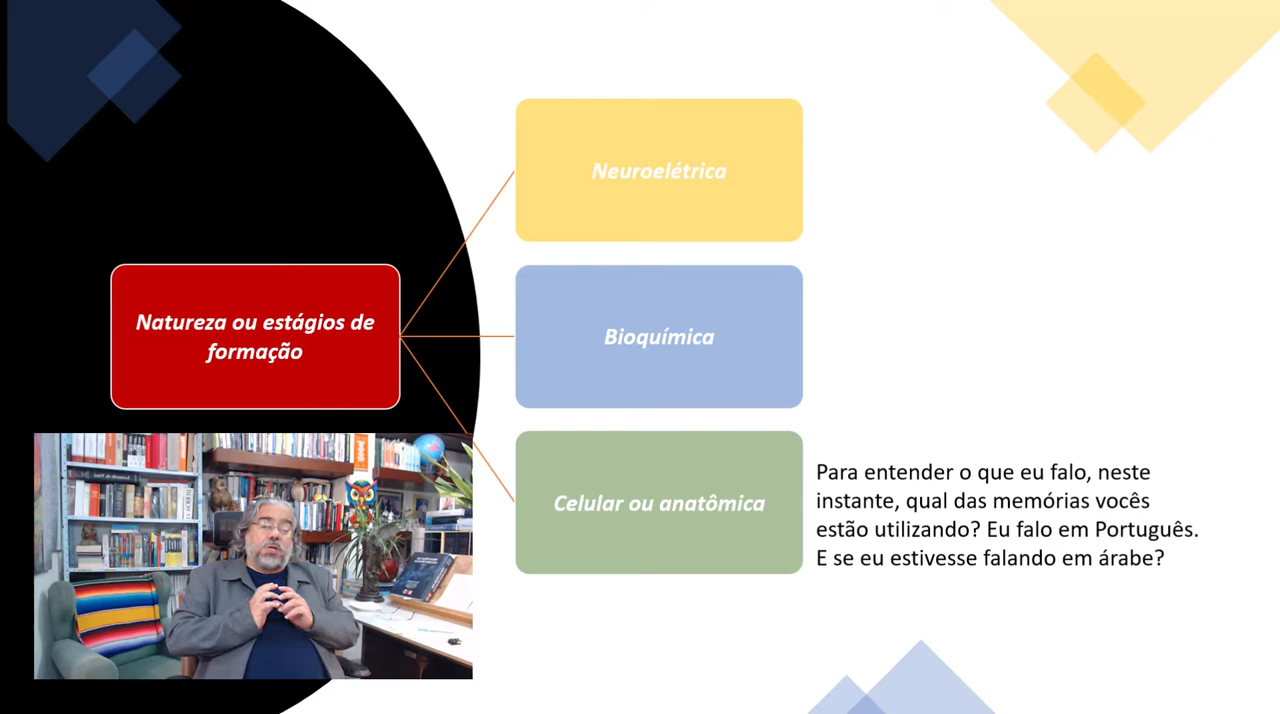 Neuroelétrica
Natureza ou estágios de
formação
Bioquímica
Celular ou anatômica
Para entender o que eu falo, neste
instante, qual das memórias vocês
estão utilizando? Eu falo em Português.
E se eu estivesse falando em árabe?